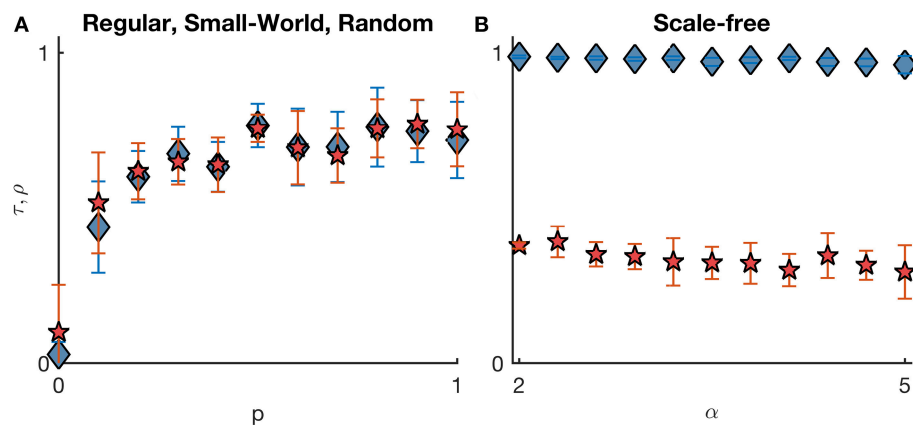 A Regular, Small-World, Random
1
τ, ρ
0
0 1
p
B Scale-free
1
0
2 5
α